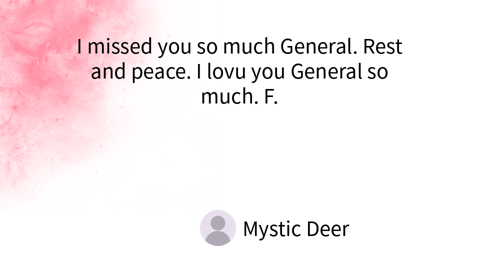 I missed you so much General. Rest
and peace. I lovu you General so
much. F.
Mystic Deer